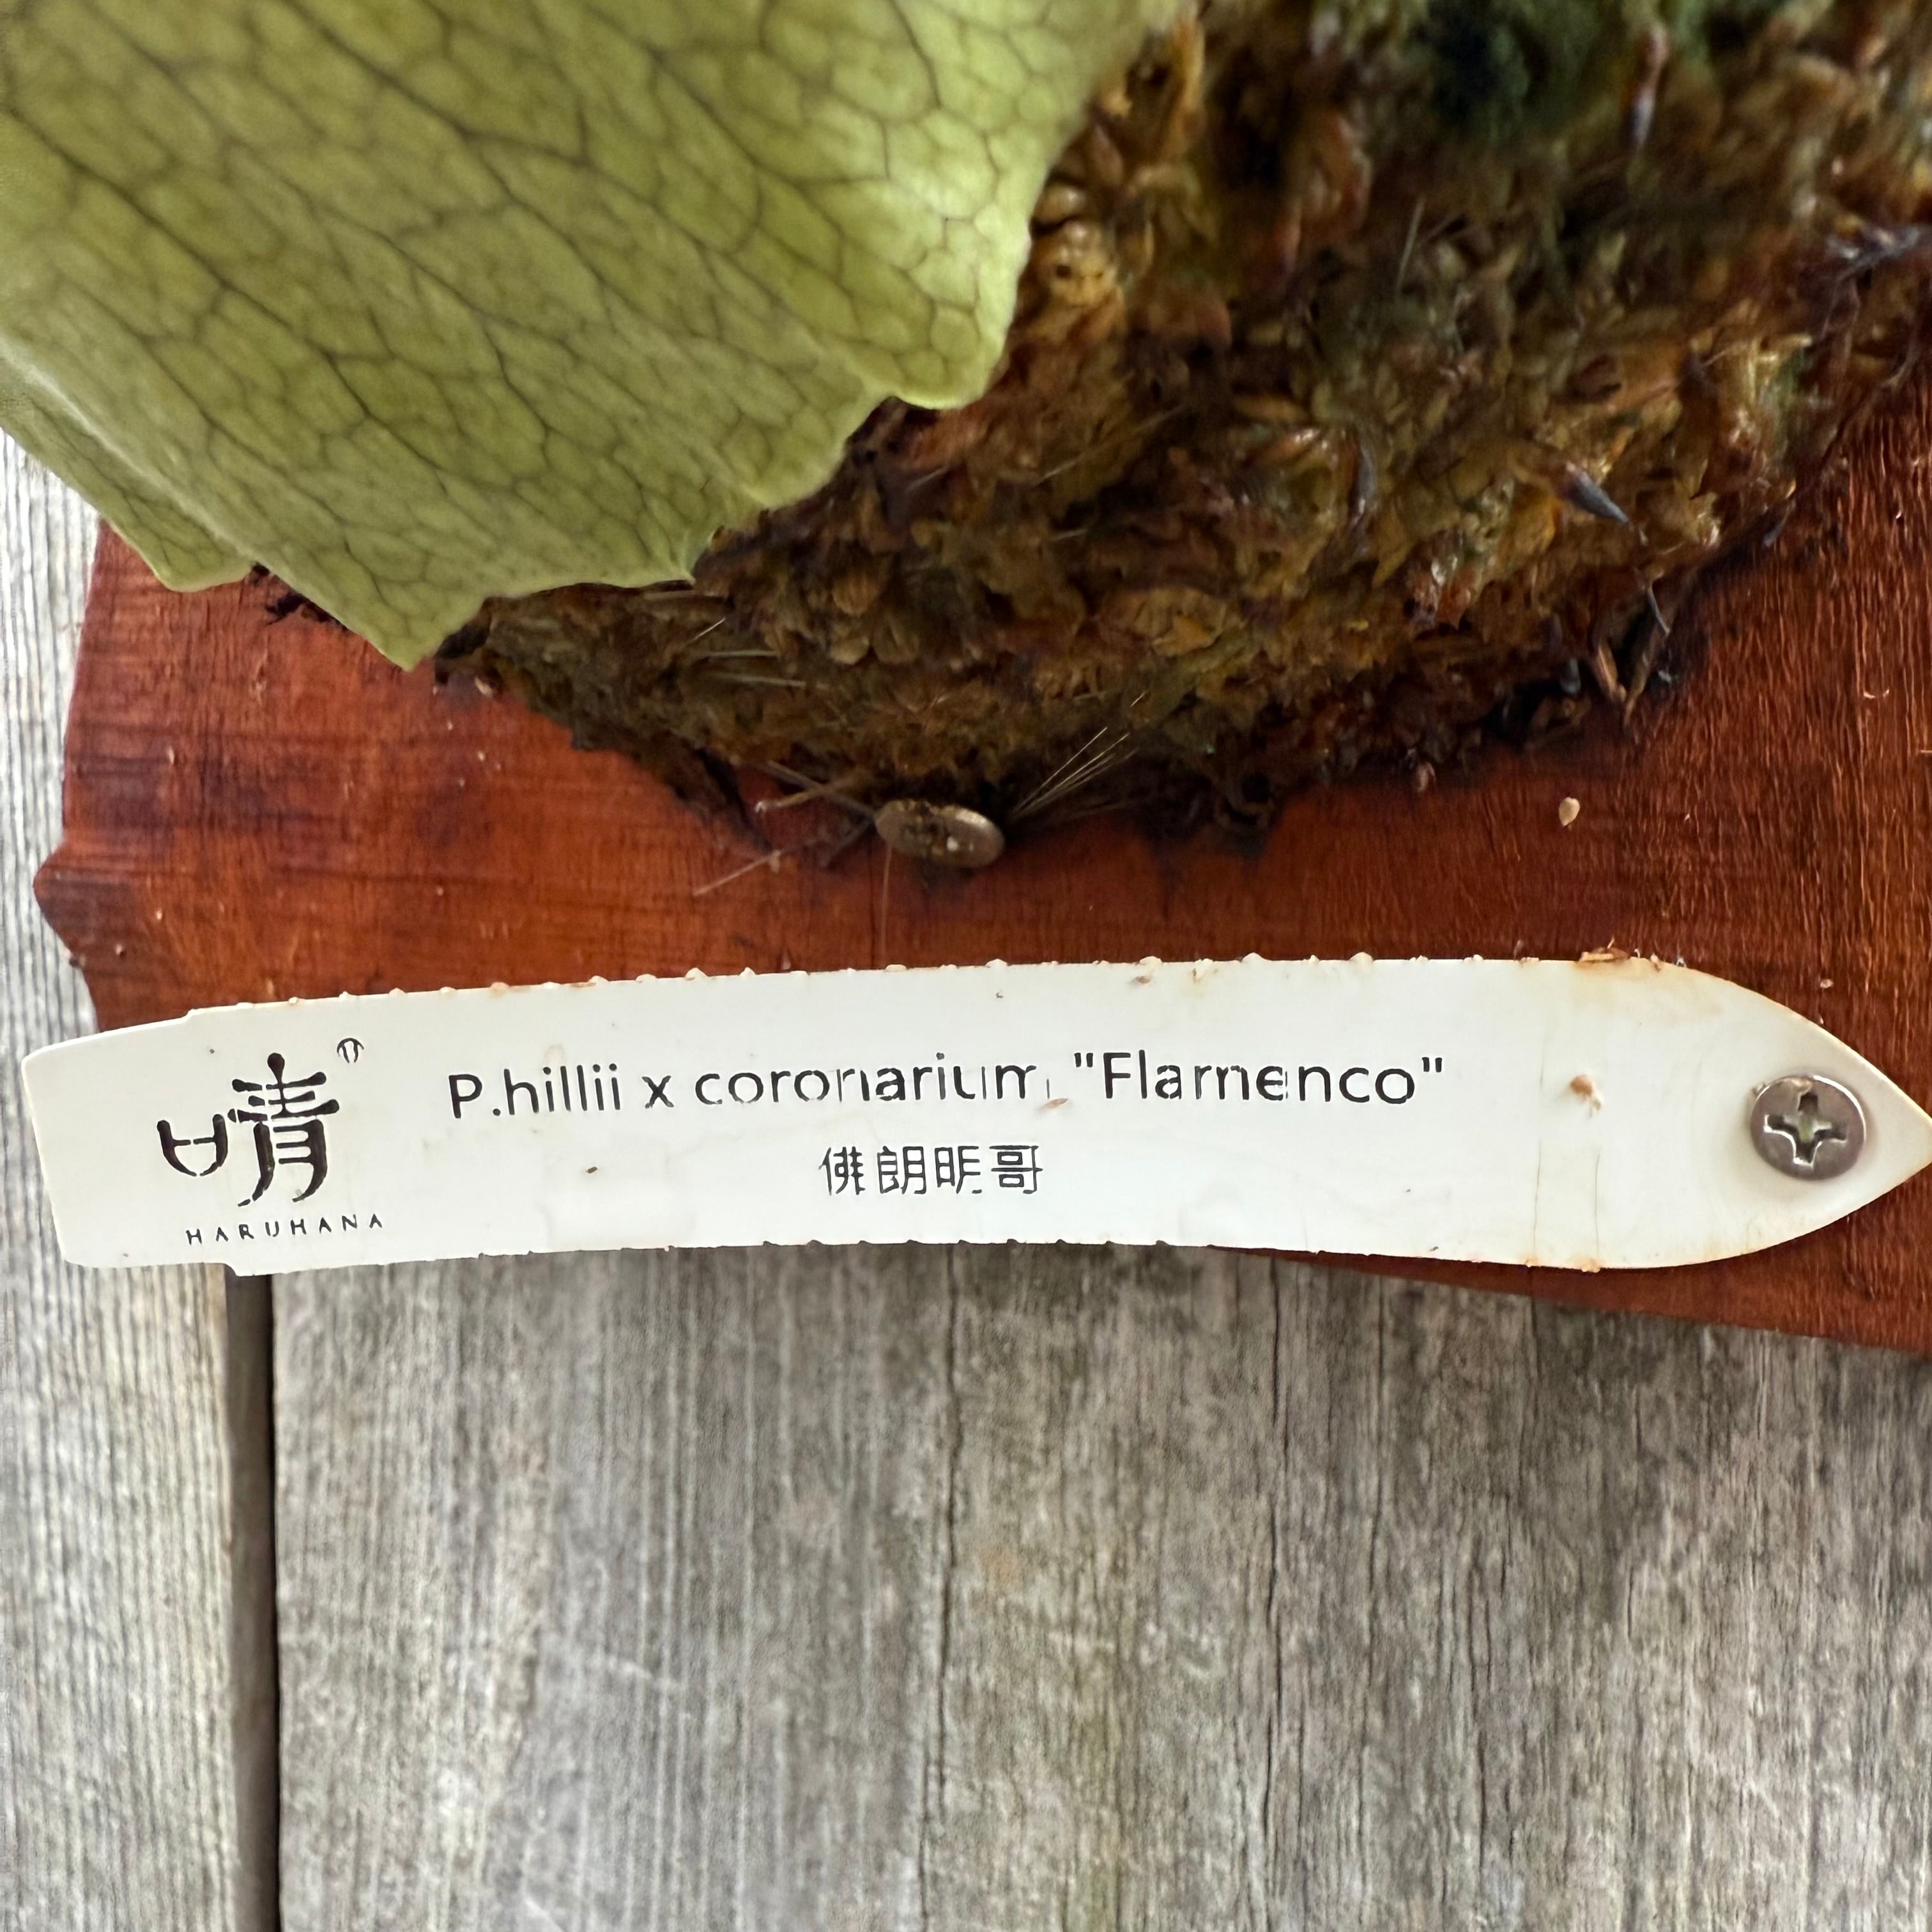 晴
HARUHANA
P.hillii x coronarium "Flamenco"
佛朗明哥